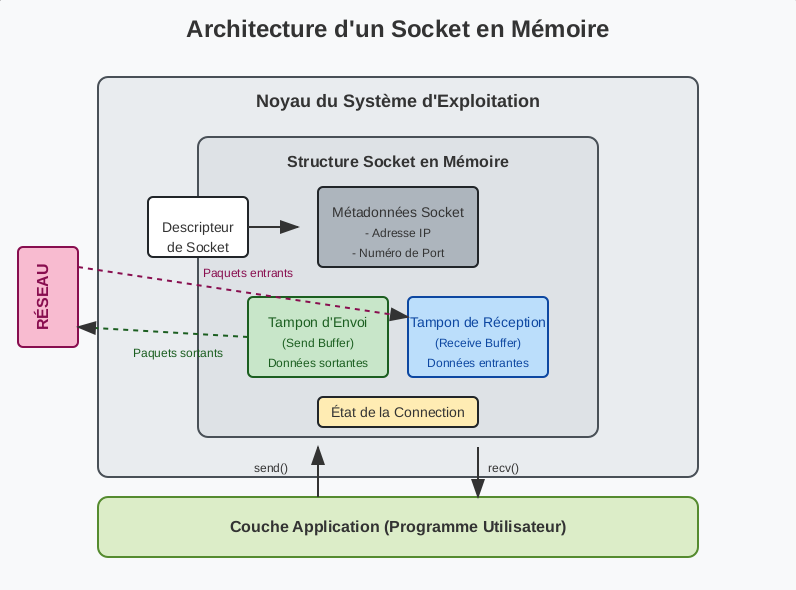 Architecture d'un Socket en Mémoire
Noyau du Système d'Exploitation
Structure Socket en Mémoire
Descripteur
de Socket
Métadonnées Socket
- Adresse IP
- Numéro de Port
RÉSEAU
Paquets entrants
Paquets sortants
Tampon d'Envoi
(Send Buffer)
Données sortantes
Tampon de Réception
(Receive Buffer)
Données entrantes
État de la Connection
send()
recv()
Couche Application (Programme Utilisateur)